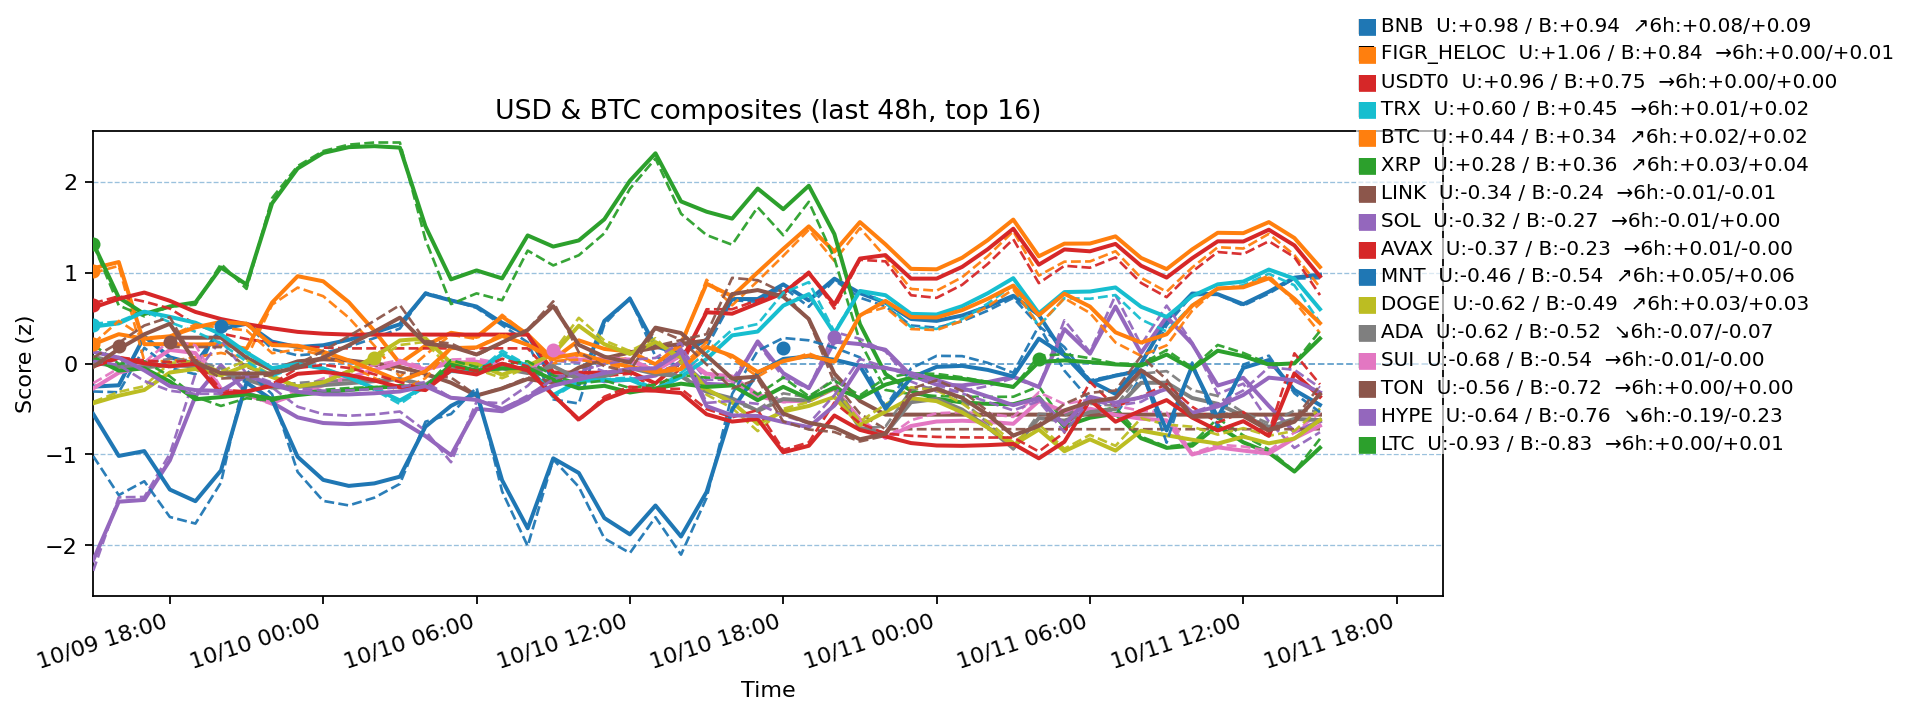 BNB  U:+0.98 / B:+0.94  ↗6h:+0.08/+0.09
FIGR_HELOC  U:+1.06 / B:+0.84  →6h:+0.00/+0.01
USDT0  U:+0.96 / B:+0.75  →6h:+0.00/+0.00
TRX  U:+0.60 / B:+0.45  →6h:+0.01/+0.02
BTC  U:+0.44 / B:+0.34  ↗6h:+0.02/+0.02
XRP  U:+0.28 / B:+0.36  ↗6h:+0.03/+0.04
LINK  U:-0.34 / B:-0.24  →6h:-0.01/-0.01
SOL  U:-0.32 / B:-0.27  →6h:-0.01/+0.00
AVAX  U:-0.37 / B:-0.23  →6h:+0.01/-0.00
MNT  U:-0.46 / B:-0.54  ↗6h:+0.05/+0.06
DOGE  U:-0.62 / B:-0.49  ↗6h:+0.03/+0.03
ADA  U:-0.62 / B:-0.52  ↘6h:-0.07/-0.07
SUI  U:-0.68 / B:-0.54  →6h:-0.01/-0.00
TON  U:-0.56 / B:-0.72  →6h:+0.00/+0.00
HYPE  U:-0.64 / B:-0.76  ↘6h:-0.19/-0.23
LTC  U:-0.93 / B:-0.83  →6h:+0.00/+0.01
USD & BTC composites (last 48h, top 16)
Score (z)
2
1
0
−1
−2
10/09 18:00
10/10 00:00
10/10 06:00
10/10 12:00
10/10 18:00
10/11 00:00
10/11 06:00
10/11 12:00
10/11 18:00
Time